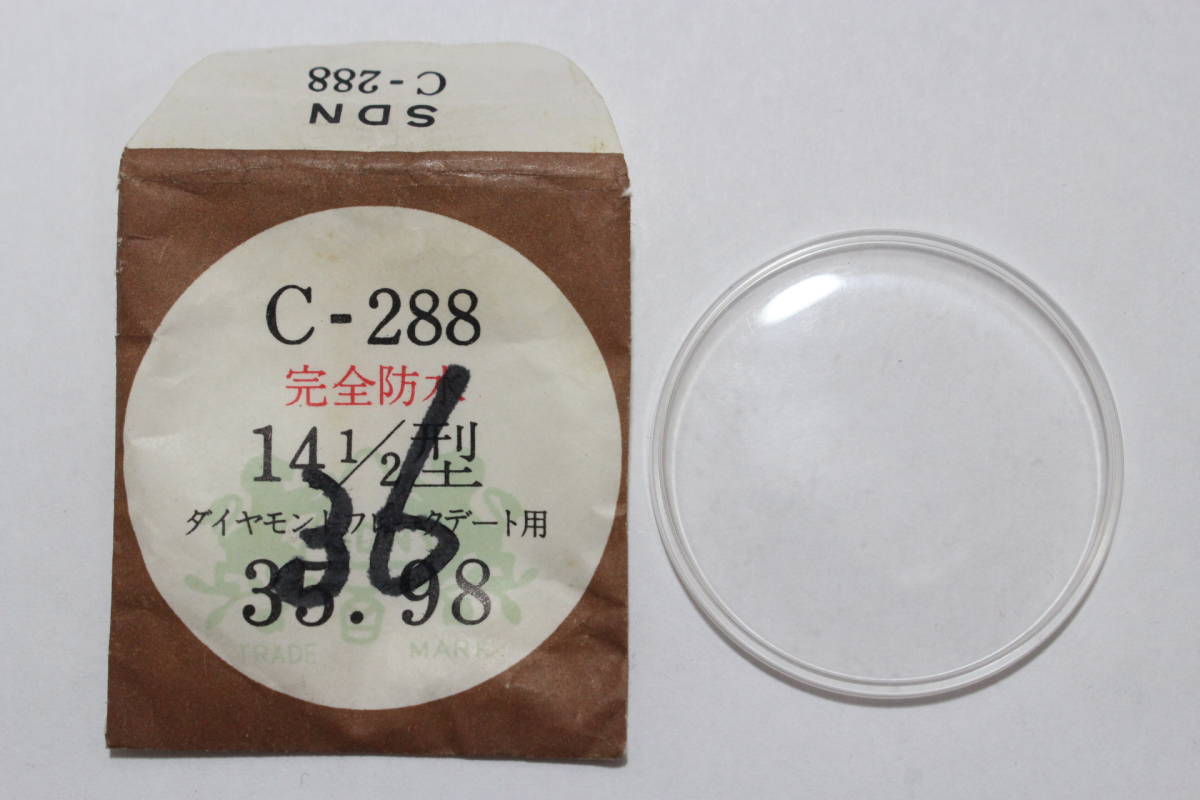 SDN
C-288
C-288
完全防水
14 1/2型
ダイヤモンドフレックデート用
35.98
36
TRADE MARK